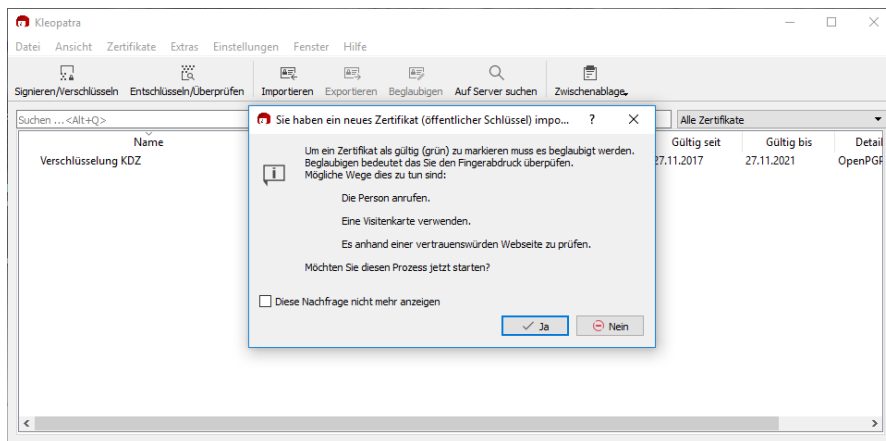 Kleopatra
Datei Ansicht Zertifikate Extras Einstellungen Fenster Hilfe
Signieren/Verschlüsseln Entschlüsseln/Überprüfen Importieren Exportieren Beglaubigen Auf Server suchen Zwischenablage
Suchen ...<Alt+Q> Alle Zertifikate
Name Gültig seit Gültig bis Detail
Verschlüsselung KDZ 27.11.2017 27.11.2021 OpenPGP
Sie haben ein neues Zertifikat (öffentlicher Schlüssel) impo... ?
Um ein Zertifikat als gültig (grün) zu markieren muss es beglaubigt werden.
Beglaubigen bedeutet das Sie den Fingerabdruck überpüfen.
Mögliche Wege dies zu tun sind:
Die Person anrufen.
Eine Visitenkarte verwenden.
Es anhand einer vertrauenswürden Webseite zu prüfen.
Möchten Sie diesen Prozess jetzt starten?
Diese Nachfrage nicht mehr anzeigen
Ja Nein